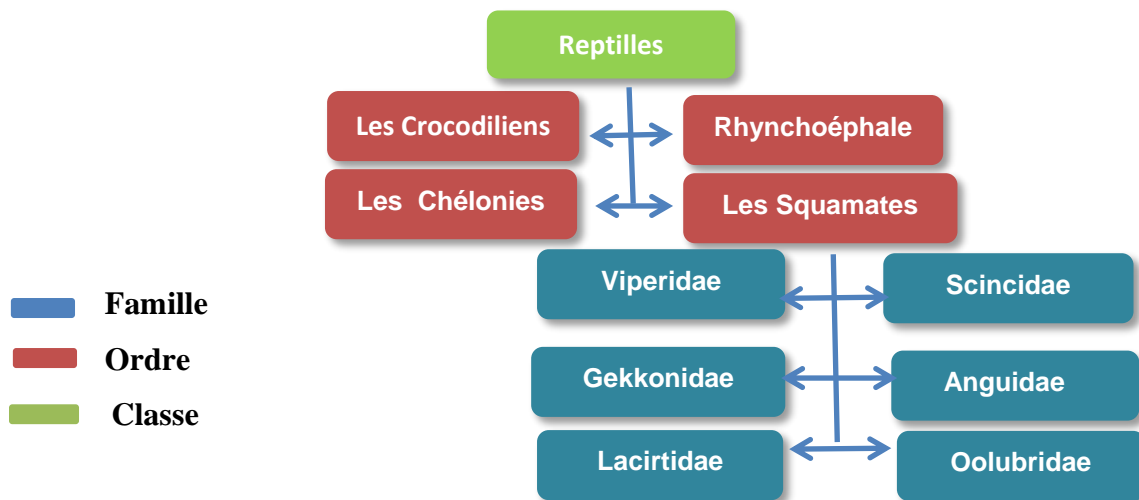 Reptilles
Les Crocodiliens
Rhynchoéphale
Les Chélonies
Les Squamates
Viperidae
Scincidae
Famille
Ordre
Gekkonidae
Anguidae
Classe
Lacirtidae
Oolubridae